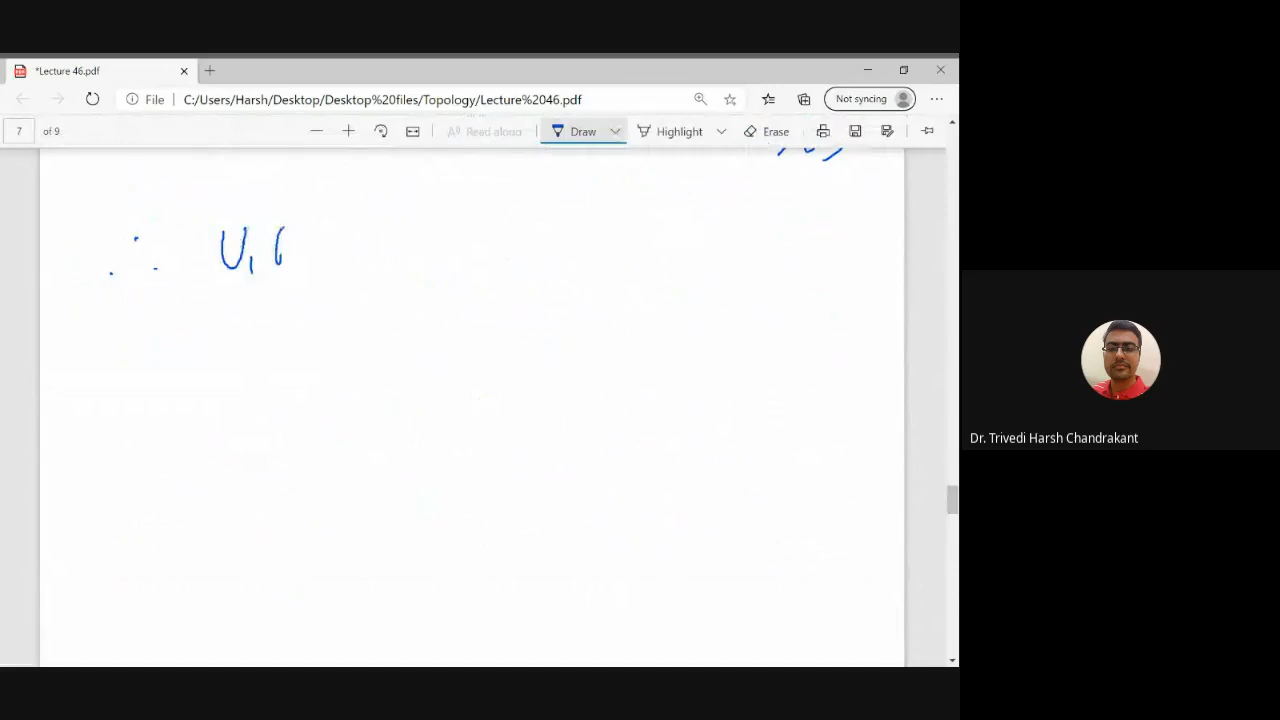 *Lecture 46.pdf
File | C:/Users/Harsh/Desktop/Desktop%20files/Topology/Lecture%2046.pdf
Not syncing
7 of 9
Read aloud
Draw
Highlight
Erase
∴ U₁ (
Dr. Trivedi Harsh Chandrakant